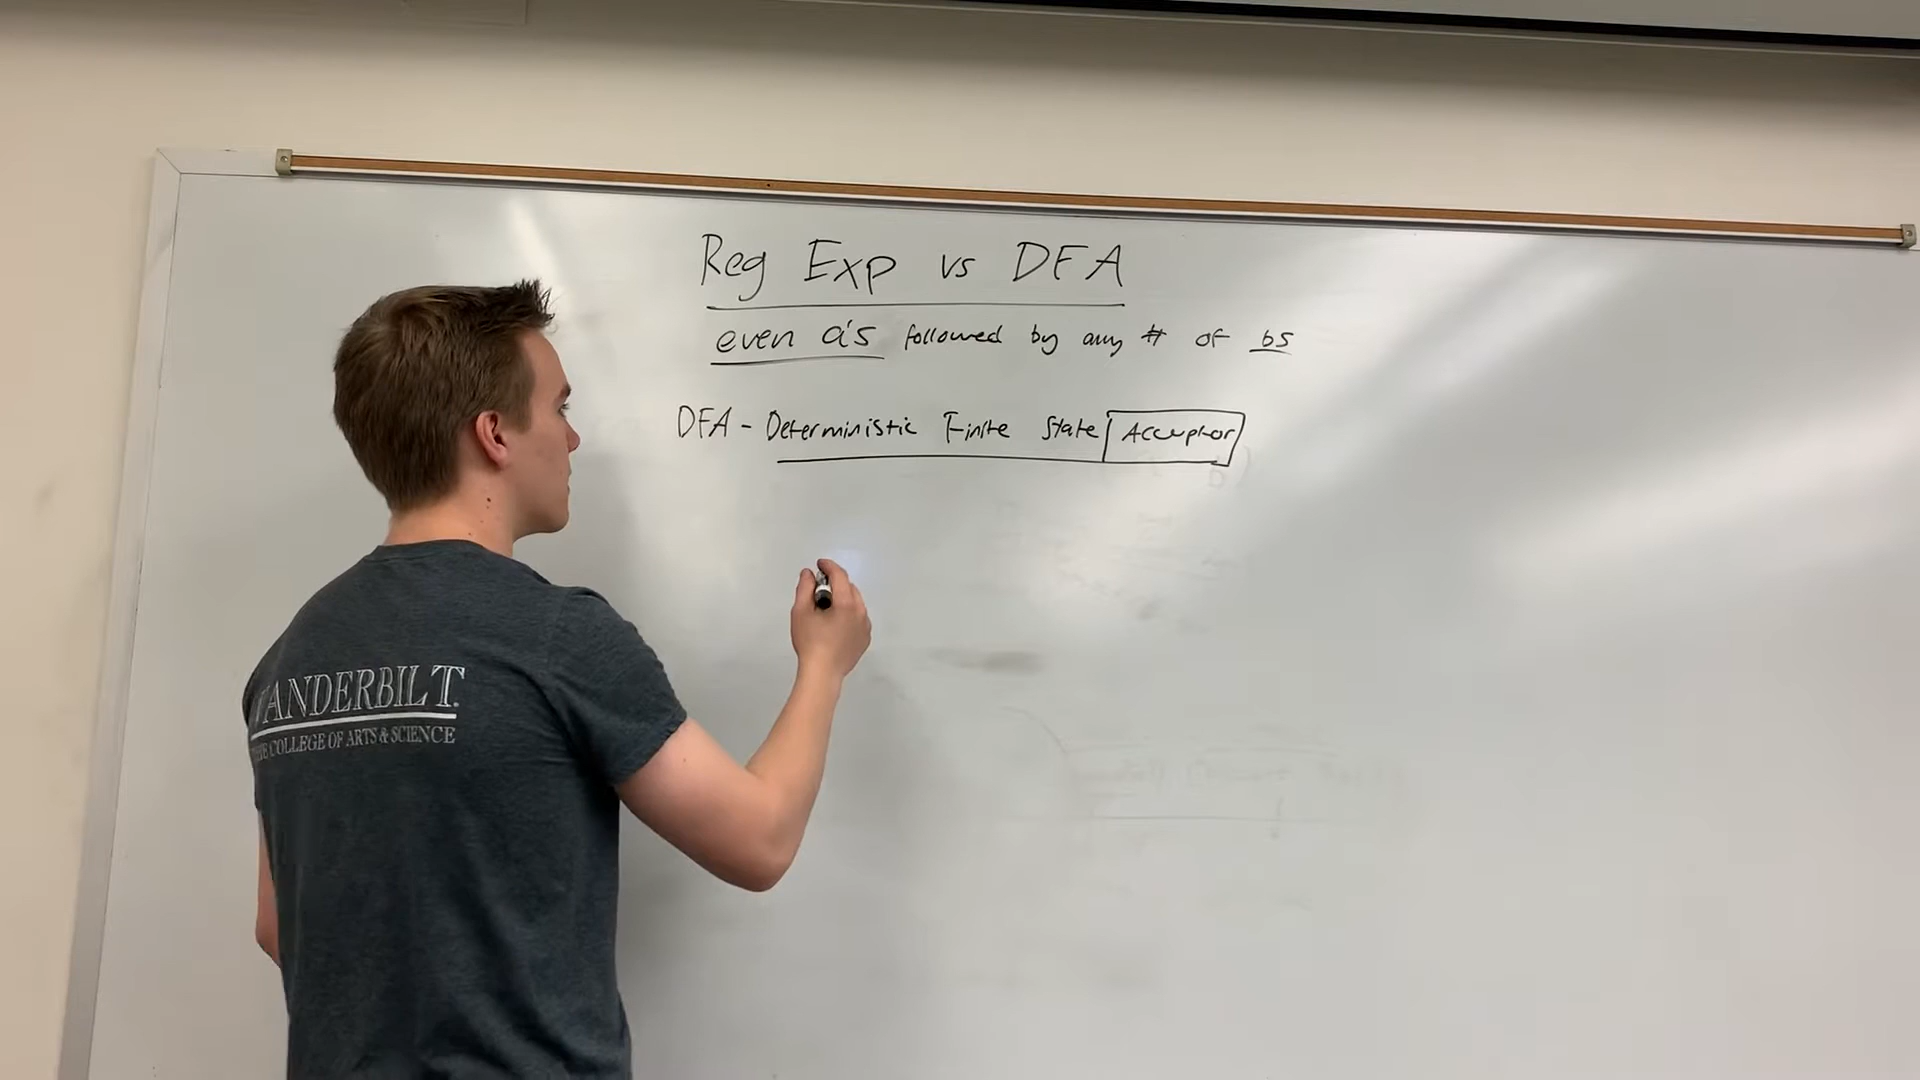 Reg Exp vs DFA
even a's followed by any # of bs
DFA - Deterministic Finite State Acceptor
VANDERBILT
THE COLLEGE OF ARTS & SCIENCE